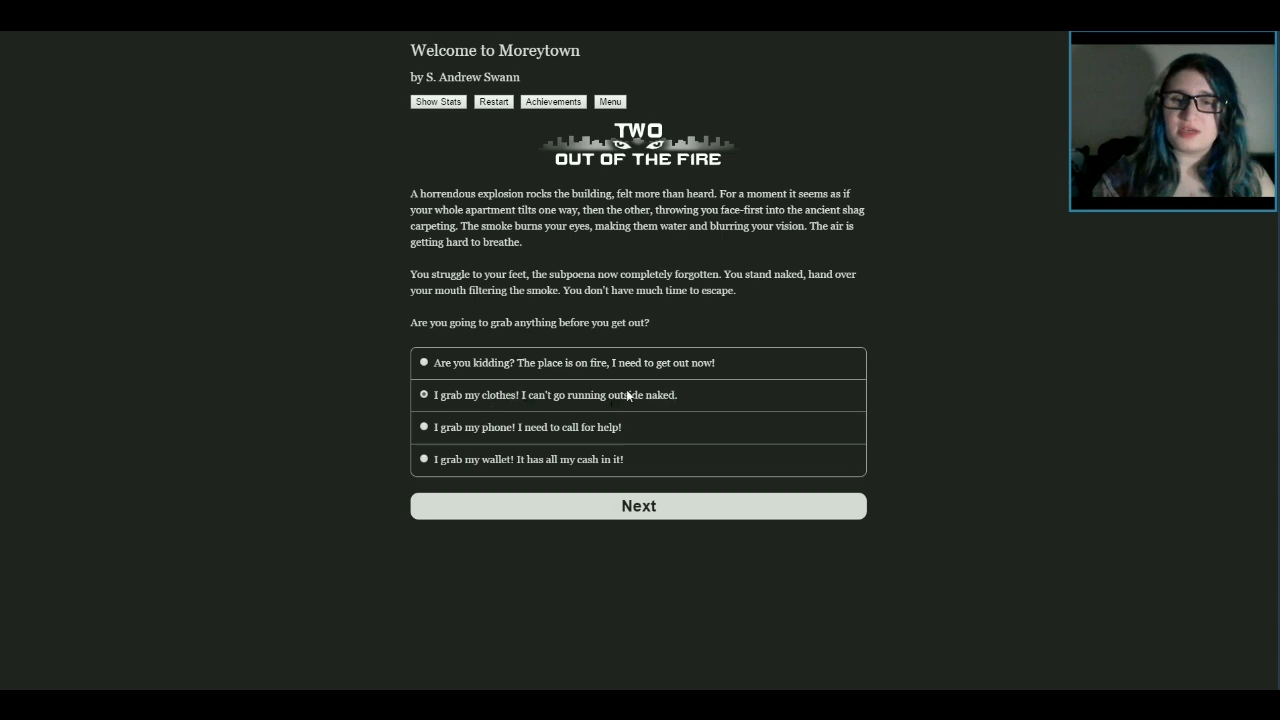 Welcome to Moreytown
by S. Andrew Swann
Show Stats Restart Achievements Menu
TWO
OUT OF THE FIRE
A horrendous explosion rocks the building, felt more than heard. For a moment it seems as if
your whole apartment tilts one way, then the other, throwing you face-first into the ancient shag
carpeting. The smoke burns your eyes, making them water and blurring your vision. The air is
getting hard to breathe.
You struggle to your feet, the subpoena now completely forgotten. You stand naked, hand over
your mouth filtering the smoke. You don't have much time to escape.
Are you going to grab anything before you get out?
Are you kidding? The place is on fire, I need to get out now!
I grab my clothes! I can't go running outside naked.
I grab my phone! I need to call for help!
I grab my wallet! It has all my cash in it!
Next